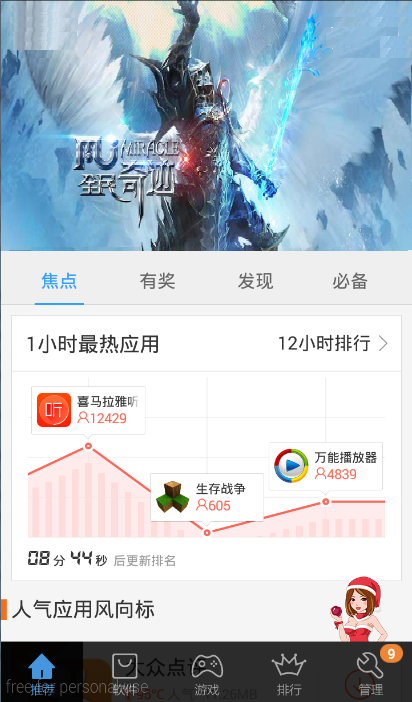 MU MIRACLE
全民奇迹
焦点 有奖 发现 必备
1小时最热应用 12小时排行
喜马拉雅听
12429
生存战争
605
万能播放器
4839
08分44秒 后更新排名
人气应用风向标
9
大众点评
人气
26MB
free for personal use
推荐 软件 游戏 排行 管理